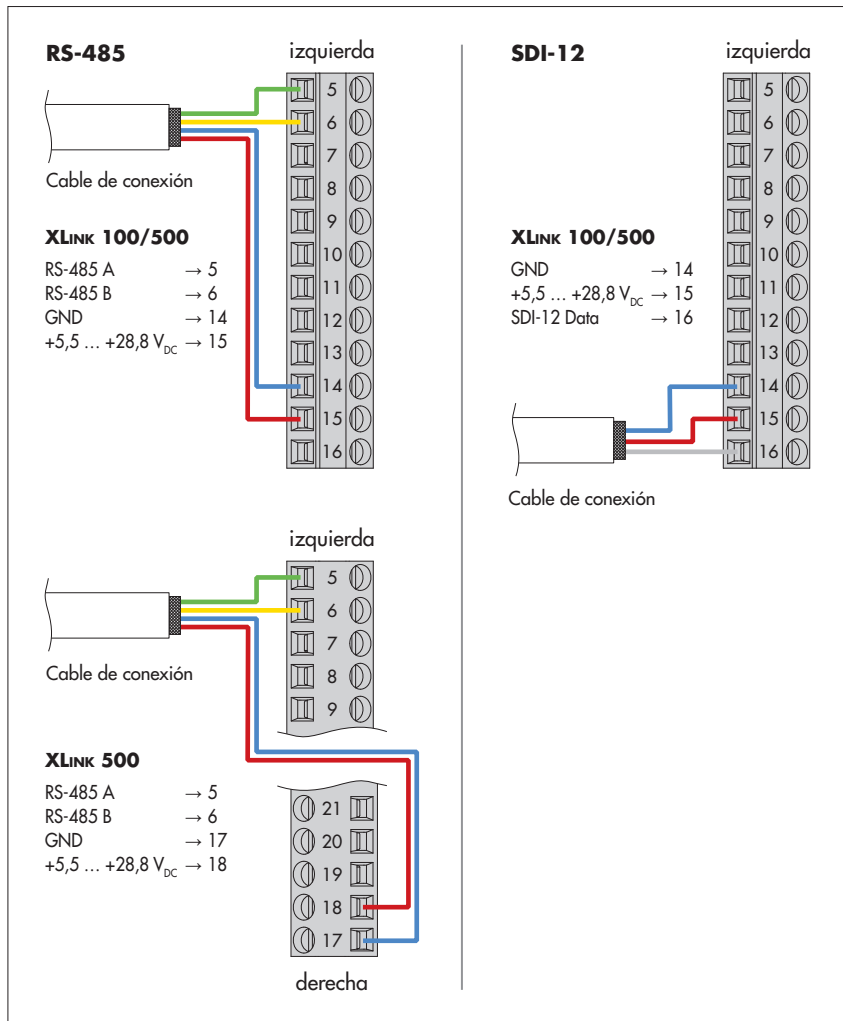 RS-485
izquierda
5
6
7
8
9
10
11
12
13
14
15
16
Cable de conexión
XLINK 100/500
RS-485 A → 5
RS-485 B → 6
GND → 14
+5,5 ... +28,8 VDC → 15
izquierda
5
6
7
8
9
Cable de conexión
XLINK 500
RS-485 A → 5
RS-485 B → 6
GND → 17
+5,5 ... +28,8 VDC → 18
21
20
19
18
17
derecha
SDI-12
izquierda
5
6
7
8
9
10
11
12
13
14
15
16
XLINK 100/500
GND → 14
+5,5 ... +28,8 VDC → 15
SDI-12 Data → 16
Cable de conexión